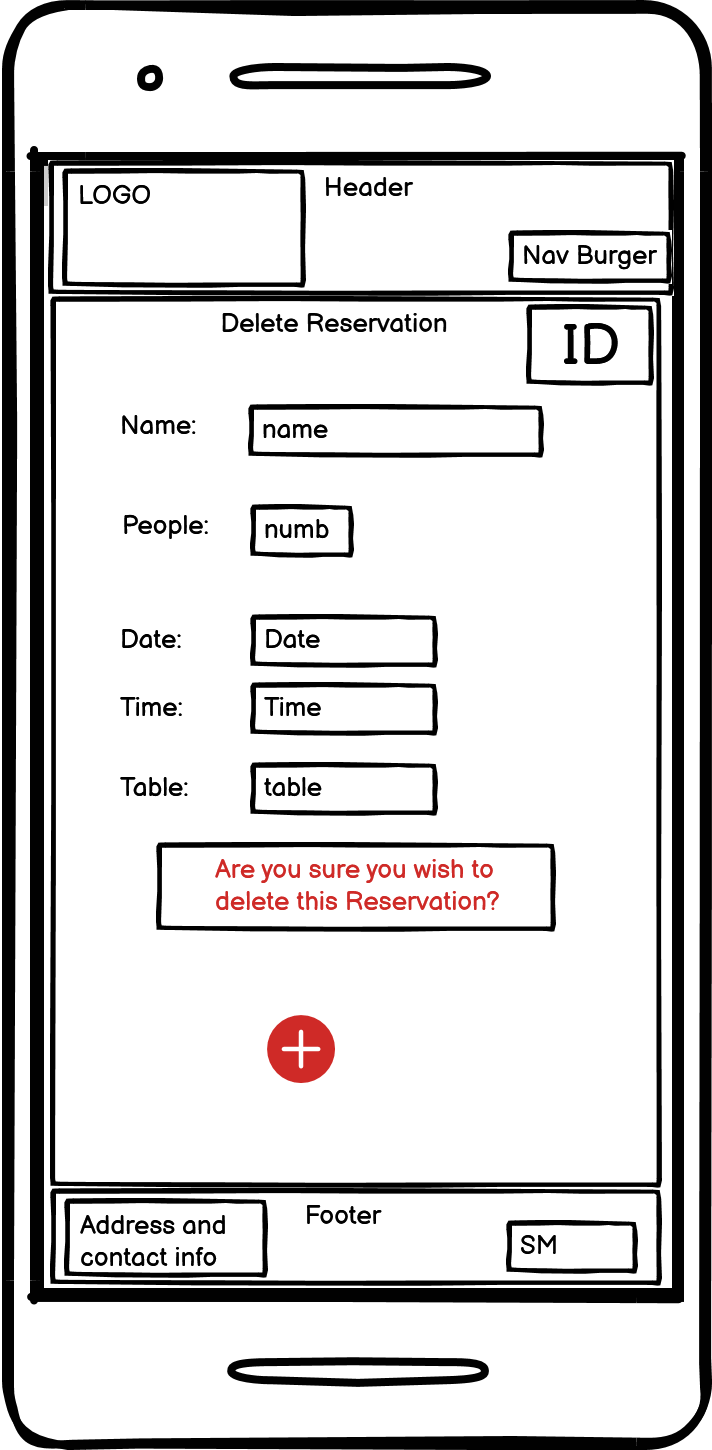 LOGO
Header
Nav Burger
Delete Reservation
ID
Name:
name
People:
numb
Date:
Date
Time:
Time
Table:
table
Are you sure you wish to
delete this Reservation?
Address and
contact info
Footer
SM